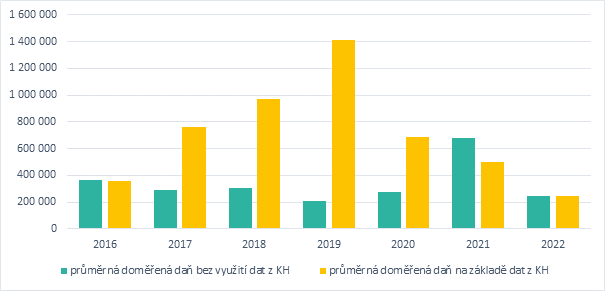 1 600 000
1 400 000
1 200 000
1 000 000
800 000
600 000
400 000
200 000
0
2016 2017 2018 2019 2020 2021 2022
průměrná doměřená daň bez využití dat z KH průměrná doměřená daň na základě dat z KH